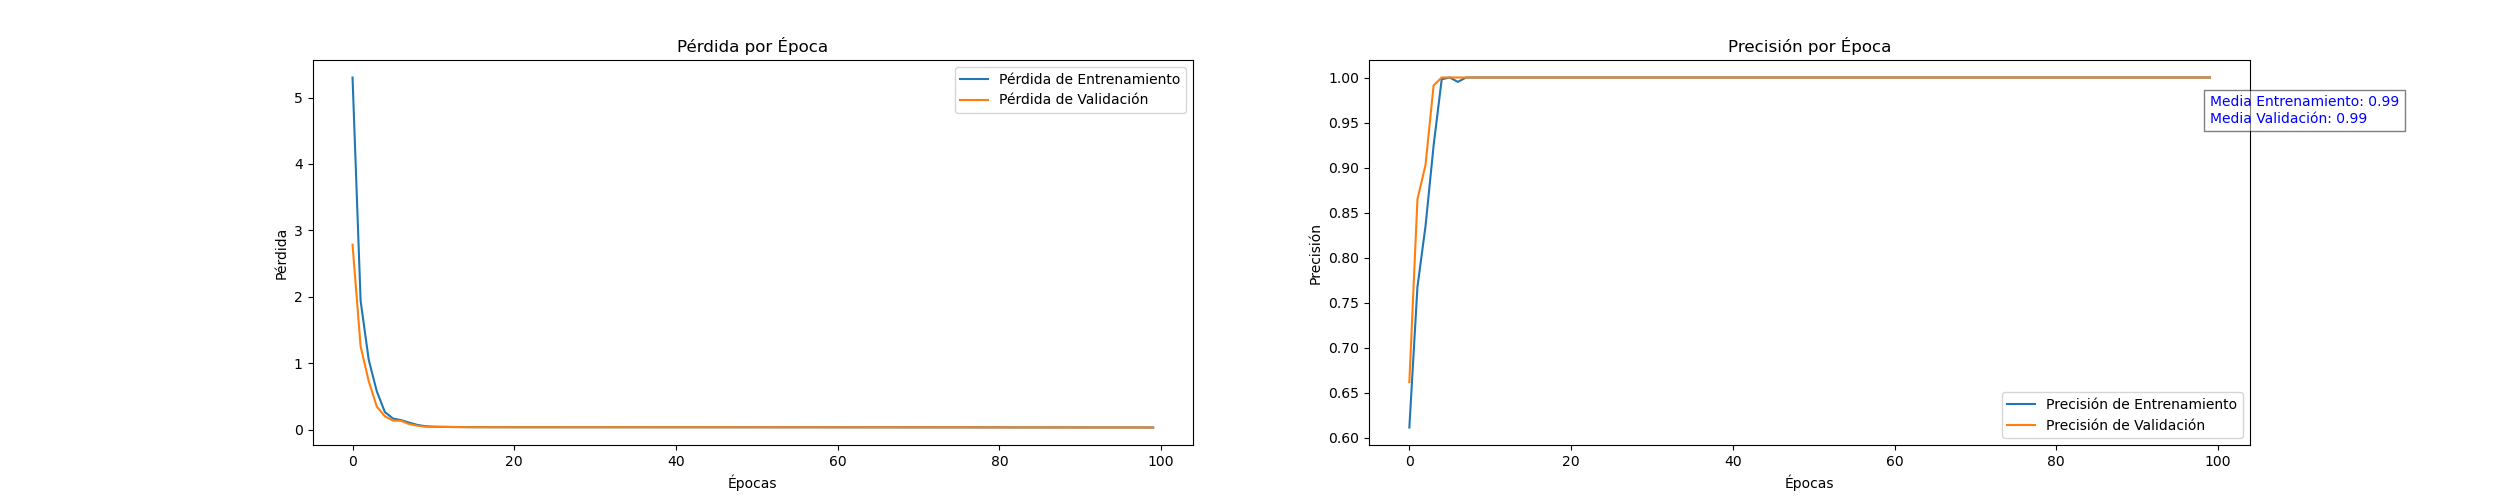 Pérdida por Época
Pérdida de Entrenamiento
Pérdida de Validación
5
4
3
2
1
0
Pérdida
0 20 40 60 80 100
Épocas
Precisión por Época
1.00
0.95
0.90
0.85
0.80
0.75
0.70
0.65
0.60
Precisión
Media Entrenamiento: 0.99
Media Validación: 0.99
Precisión de Entrenamiento
Precisión de Validación
0 20 40 60 80 100
Épocas